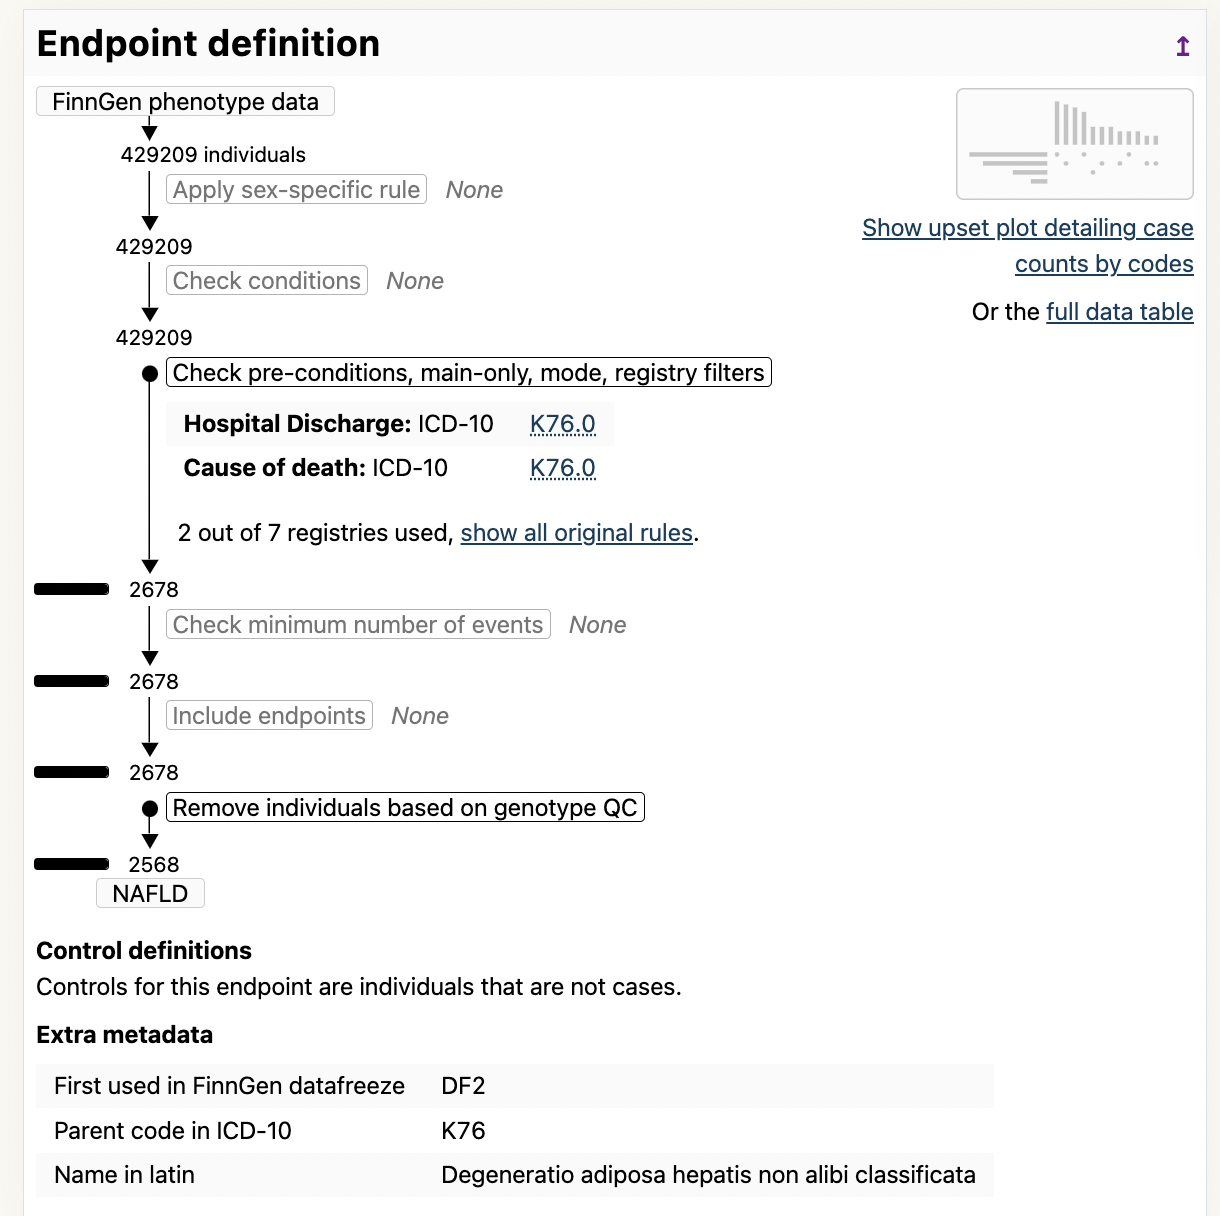 Endpoint definition
↥
FinnGen phenotype data
429209 individuals
Apply sex-specific rule None
429209
Check conditions None
429209
Show upset plot detailing case
counts by codes
Or the full data table
Check pre-conditions, main-only, mode, registry filters
Hospital Discharge: ICD-10 K76.0
Cause of death: ICD-10 K76.0
2 out of 7 registries used, show all original rules.
2678
Check minimum number of events None
2678
Include endpoints None
2678
Remove individuals based on genotype QC
2568
NAFLD
Control definitions
Controls for this endpoint are individuals that are not cases.
Extra metadata
First used in FinnGen datafreeze DF2
Parent code in ICD-10 K76
Name in latin Degeneratio adiposa hepatis non alibi classificata